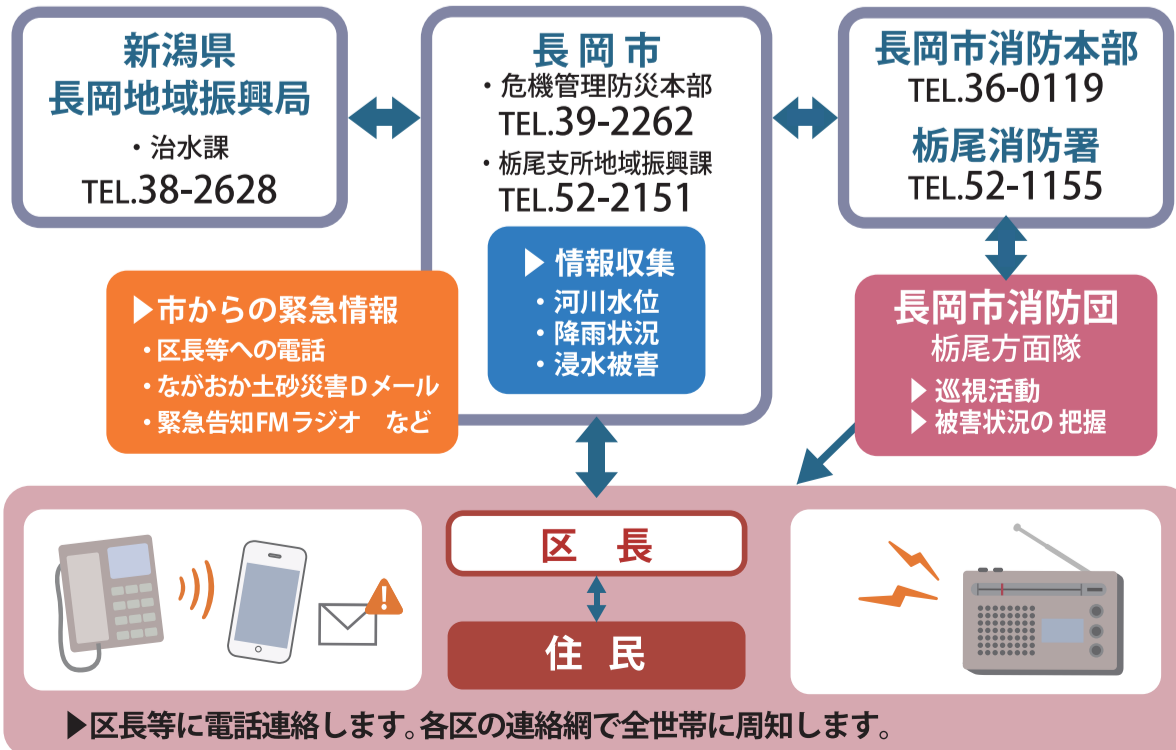 新潟県
長岡地域振興局
・治水課
TEL.38-2628
長岡市
・危機管理防災本部
TEL.39-2262
・栃尾支所地域振興課
TEL.52-2151
▶情報収集
・河川水位
・降雨状況
・浸水被害
長岡市消防本部
TEL.36-0119
栃尾消防署
TEL.52-1155
▶市からの緊急情報
・区長等への電話
・ながおか土砂災害Dメール
・緊急告知FMラジオ など
長岡市消防団
栃尾方面隊
▶巡視活動
▶被害状況の 把握
区 長
住 民
▶区長等に電話連絡します。各区の連絡網で全世帯に周知します。